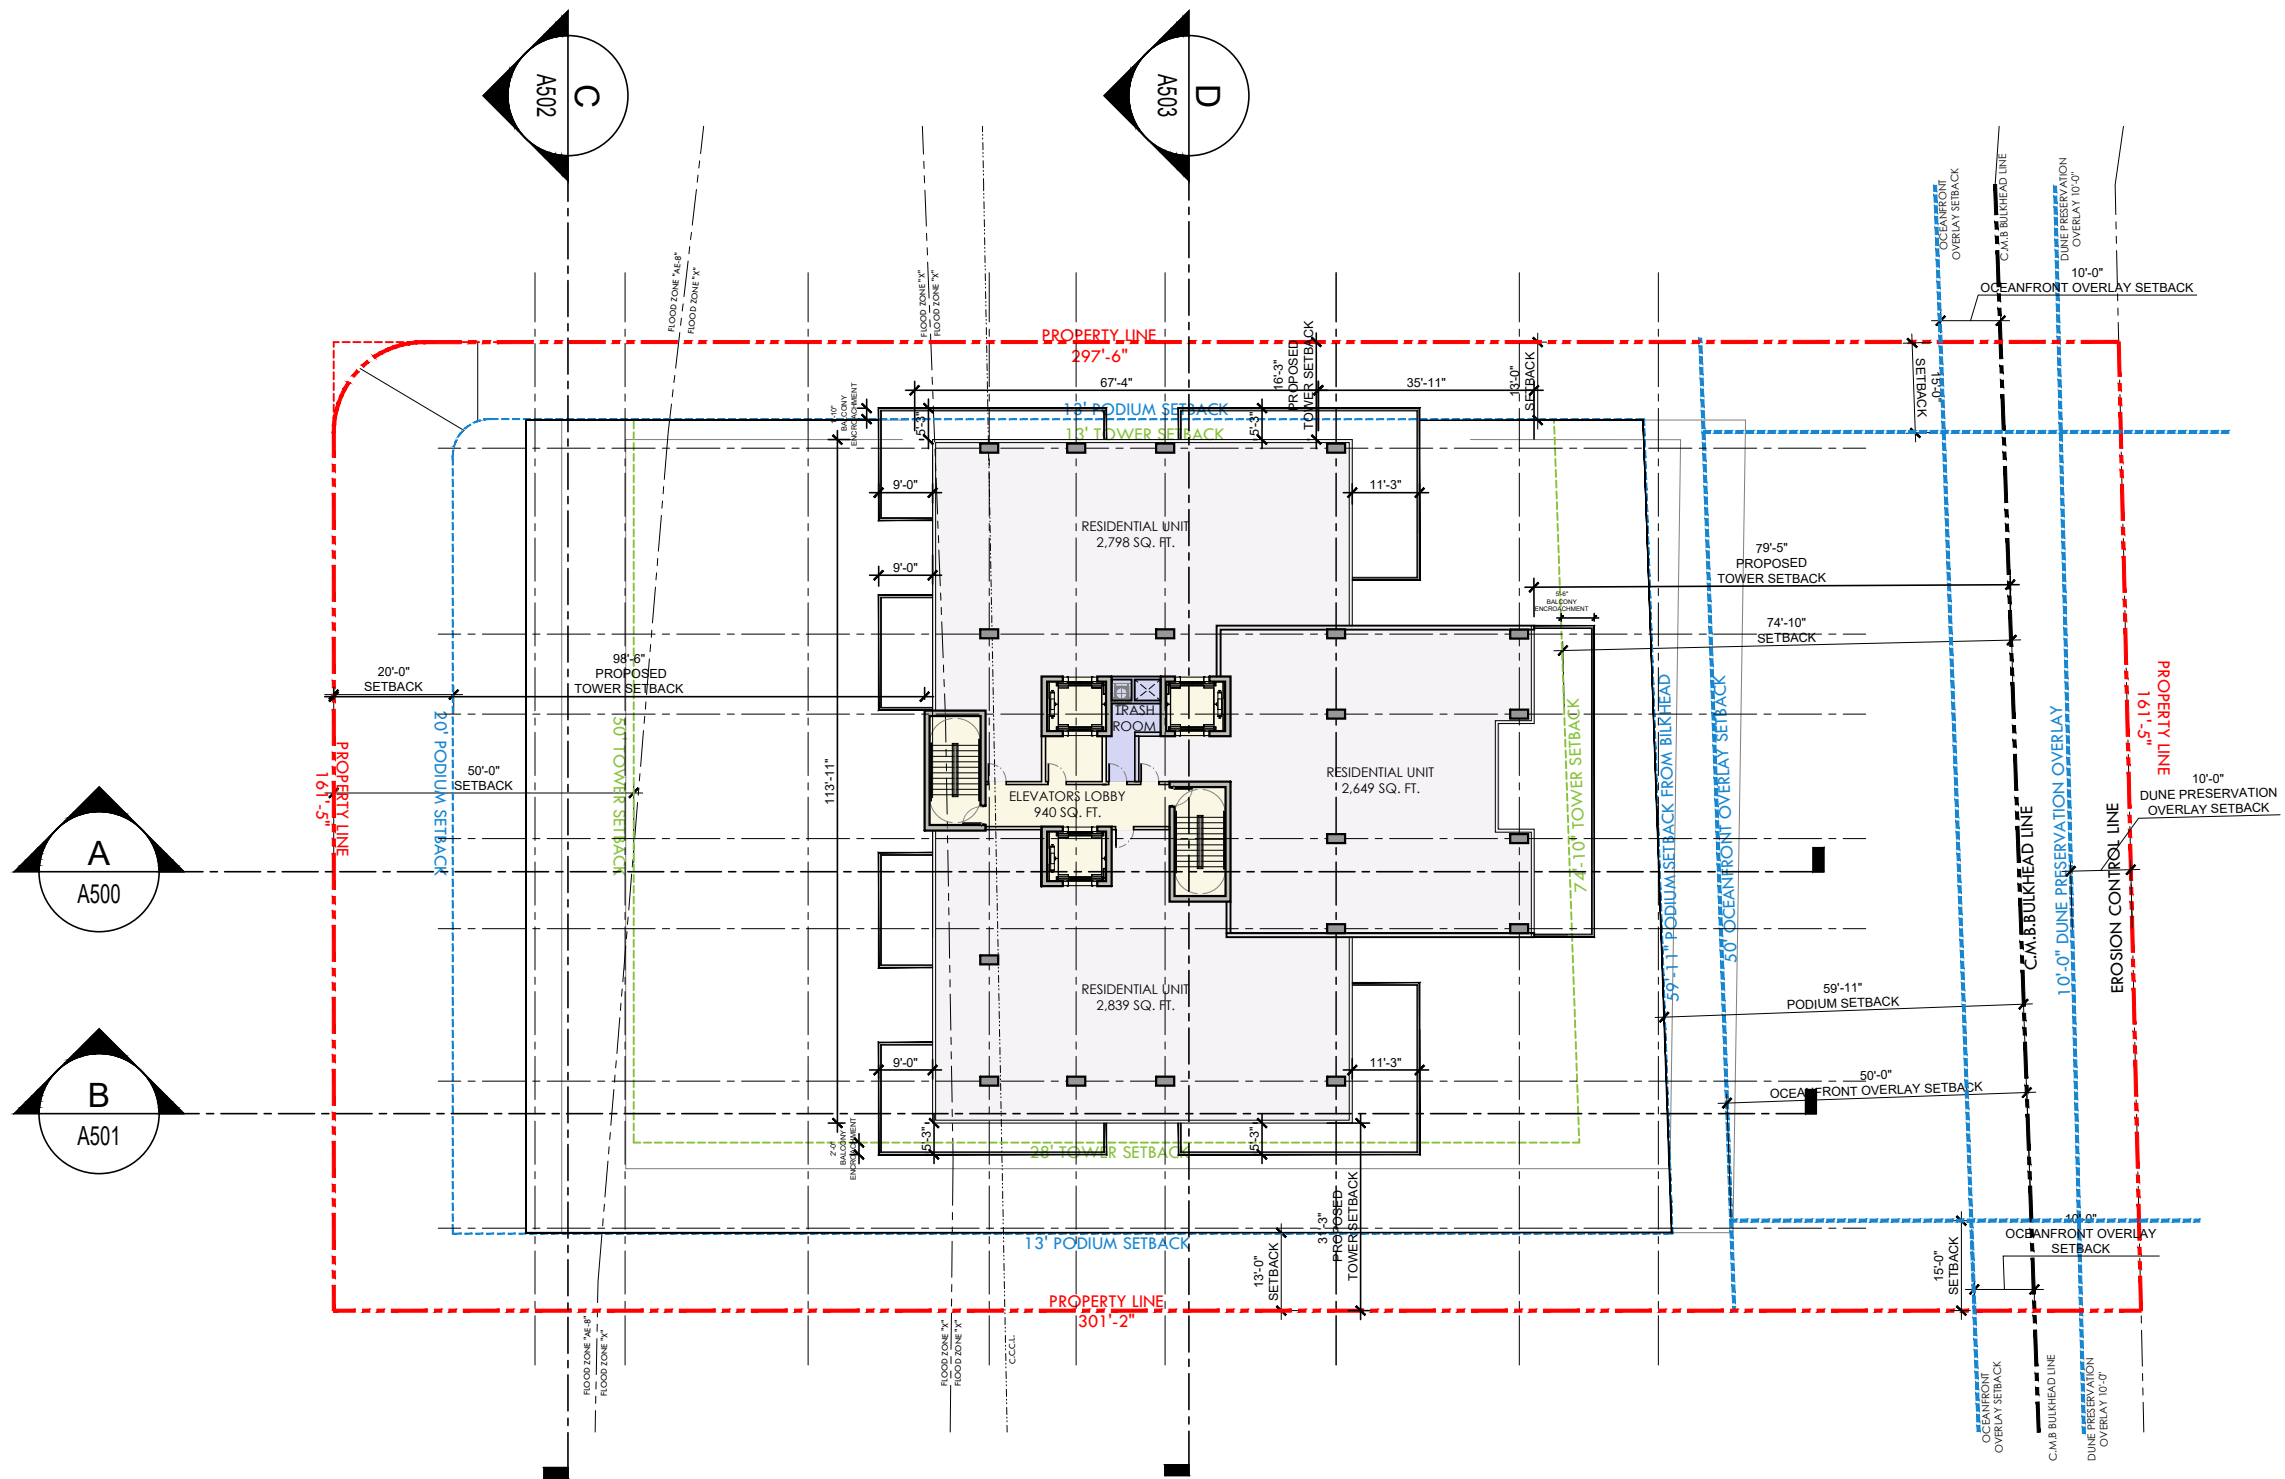 C
A502
D
A503
FLOOD ZONE "AE-8"
FLOOD ZONE "X"
FLOOD ZONE "X"
FLOOD ZONE "X"
OCEANFRONT
OVERLAY SETBACK
C.M.B BULKHEAD LINE
DUNE PRESERVATION
OVERLAY 10'-0"
10'-0"
OCEANFRONT OVERLAY SETBACK
PROPERTY LINE
297'-6"
67'-4"
16'-3"
PROPOSED
TOWER SETBACK
35'-11"
13'-0"
SETBACK
15'-0"
SETBACK
1'-10"
BALCONY
ENCROACHMENT
5'-3"
13' PODIUM SETBACK
13' TOWER SETBACK
5'-3"
9'-0"
11'-3"
RESIDENTIAL UNIT
2,798 SQ. FT.
9'-0"
79'-5"
PROPOSED
TOWER SETBACK
5'-6"
BALCONY
ENCROACHMENT
74'-10"
SETBACK
20'-0"
SETBACK
98'-6"
PROPOSED
TOWER SETBACK
TRASH
ROOM
PROPERTY LINE
161'-5"
20' PODIUM SETBACK
50' TOWER SETBACK
50'-0"
SETBACK
113'-11"
ELEVATORS LOBBY
940 SQ. FT.
RESIDENTIAL UNIT
2,649 SQ. FT.
74'-10" TOWER SETBACK
59'-11" PODIUM SETBACK FROM BILKHEAD
50' OCEANFRONT OVERLAY SETBACK
C.M.B.BULKHEAD LINE
10'-0" DUNE PRESERVATION OVERLAY
EROSION CONTROL LINE
PROPERTY LINE
161'-5"
10'-0"
DUNE PRESERVATION
OVERLAY SETBACK
A
A500
RESIDENTIAL UNIT
2,839 SQ. FT.
59'-11"
PODIUM SETBACK
9'-0"
11'-3"
50'-0"
OCEANFRONT OVERLAY SETBACK
B
A501
2'-0"
BALCONY
ENCROACHMENT
5'-3"
28' TOWER SETBACK
5'-3"
31'-3"
PROPOSED
TOWER SETBACK
13' PODIUM SETBACK
13'-0"
SETBACK
15'-0"
SETBACK
10'-0"
OCEANFRONT OVERLAY
SETBACK
PROPERTY LINE
301'-2"
FLOOD ZONE "AE-8"
FLOOD ZONE "X"
FLOOD ZONE "X"
FLOOD ZONE "X"
C.C.C.L.
OCEANFRONT
OVERLAY SETBACK
C.M.B BULKHEAD LINE
DUNE PRESERVATION
OVERLAY 10'-0"